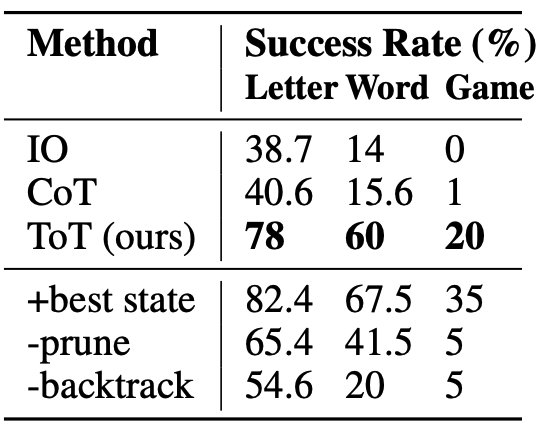 Method Success Rate (%)
Letter Word Game
IO 38.7 14 0
CoT 40.6 15.6 1
ToT (ours) 78 60 20
+best state 82.4 67.5 35
-prune 65.4 41.5 5
-backtrack 54.6 20 5